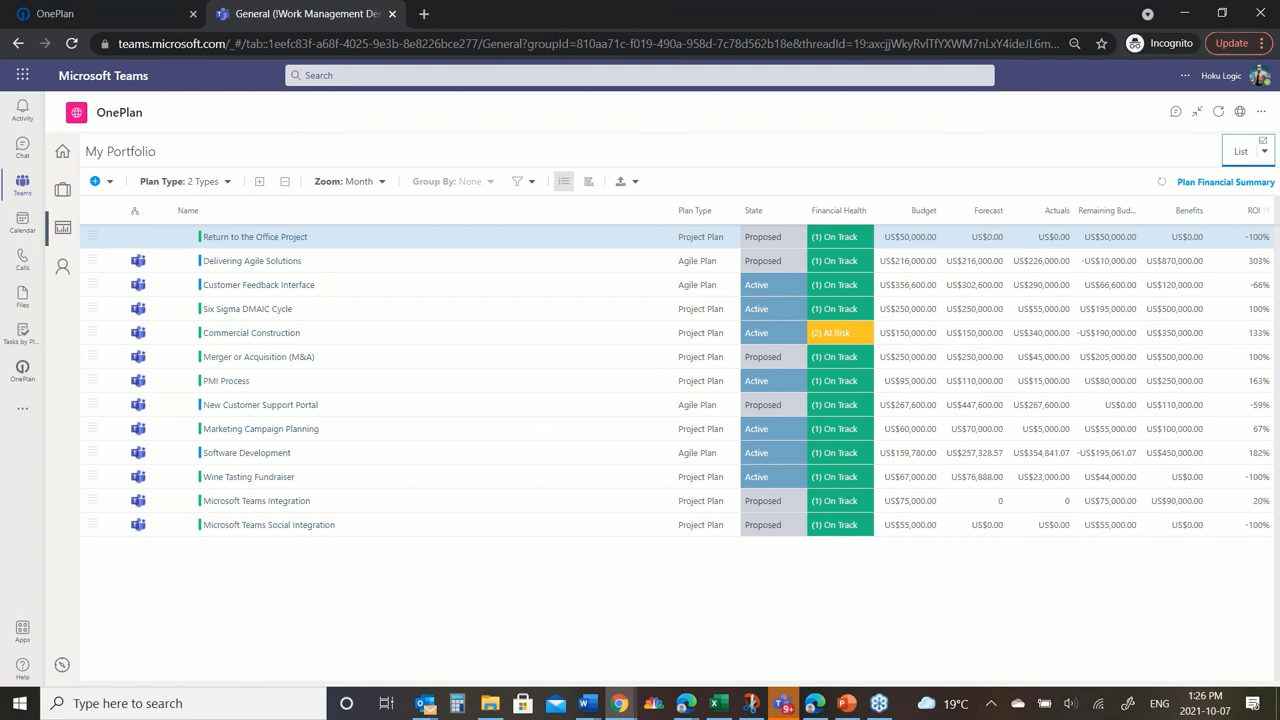 OnePlan
General (!Work Management Der
teams.microsoft.com/_#/tab::1eefc83f-a68f-4025-9e3b-8e8226bce277/General?groupId=810aa71c-f019-490a-958d-7c78d562b18e&threadId=19:axcjjWkyRvlTfYXWM7nLxY4ideJL6m...
Incognito
Update
Microsoft Teams
Search
Hoku Logic
Activity
Chat
Teams
Calendar
Calls
Files
Tasks by Pl...
OnePlan
Apps
Help
OnePlan
My Portfolio
List
Plan Type: 2 Types
Zoom: Month
Group By: None
Plan Financial Summary
Name Plan Type State Financial Health Budget Forecast Actuals Remaining Bud... Benefits ROI
Return to the Office Project Project Plan Proposed (1) On Track US$50,000.00 US$0.00 US$0.00 US$50,000.00 US$0.00 -100%
Delivering Agile Solutions Agile Plan Proposed (1) On Track US$216,000.00 US$216,000.00 US$226,000.00 -US$10,000.00 US$870,000.00 303%
Customer Feedback Interface Agile Plan Active (1) On Track US$356,600.00 US$302,600.00 US$290,000.00 US$66,600.00 US$120,000.00 -66%
Six Sigma DMAIC Cycle Project Plan Active (1) On Track US$250,000.00 US$250,000.00 US$55,000.00 US$195,000.00 US$500,000.00 100%
Commercial Construction Project Plan Active (2) At Risk US$150,000.00 US$150,000.00 US$340,000.00 -US$190,000.00 US$350,000.00 133%
Merger or Acquisition (M&A) Project Plan Proposed (1) On Track US$250,000.00 US$250,000.00 US$45,000.00 US$205,000.00 US$500,000.00 100%
PMI Process Project Plan Active (1) On Track US$95,000.00 US$110,000.00 US$15,000.00 US$80,000.00 US$250,000.00 163%
New Customer Support Portal Agile Plan Proposed (1) On Track US$267,600.00 US$447,600.00 US$267,600.00 US$0.00 US$110,000.00 -59%
Marketing Campaign Planning Project Plan Active (1) On Track US$60,000.00 US$70,000.00 US$5,000.00 US$55,000.00 US$100,000.00 67%
Software Development Agile Plan Active (1) On Track US$159,780.00 US$257,328.57 US$354,841.07 -US$195,061.07 US$450,000.00 182%
Wine Tasting Fundraiser Project Plan Active (1) On Track US$67,000.00 US$76,888.00 US$23,000.00 US$44,000.00 US$0.00 -100%
Microsoft Teams Integration Project Plan Proposed (1) On Track US$75,000.00 0 0 US$75,000.00 US$90,000.00 20%
Microsoft Teams Social Integration Project Plan Proposed (1) On Track US$55,000.00 US$0.00 US$0.00 US$55,000.00 US$0.00 -100%
Type here to search
9+
19°C
ENG
1:26 PM
2021-10-07